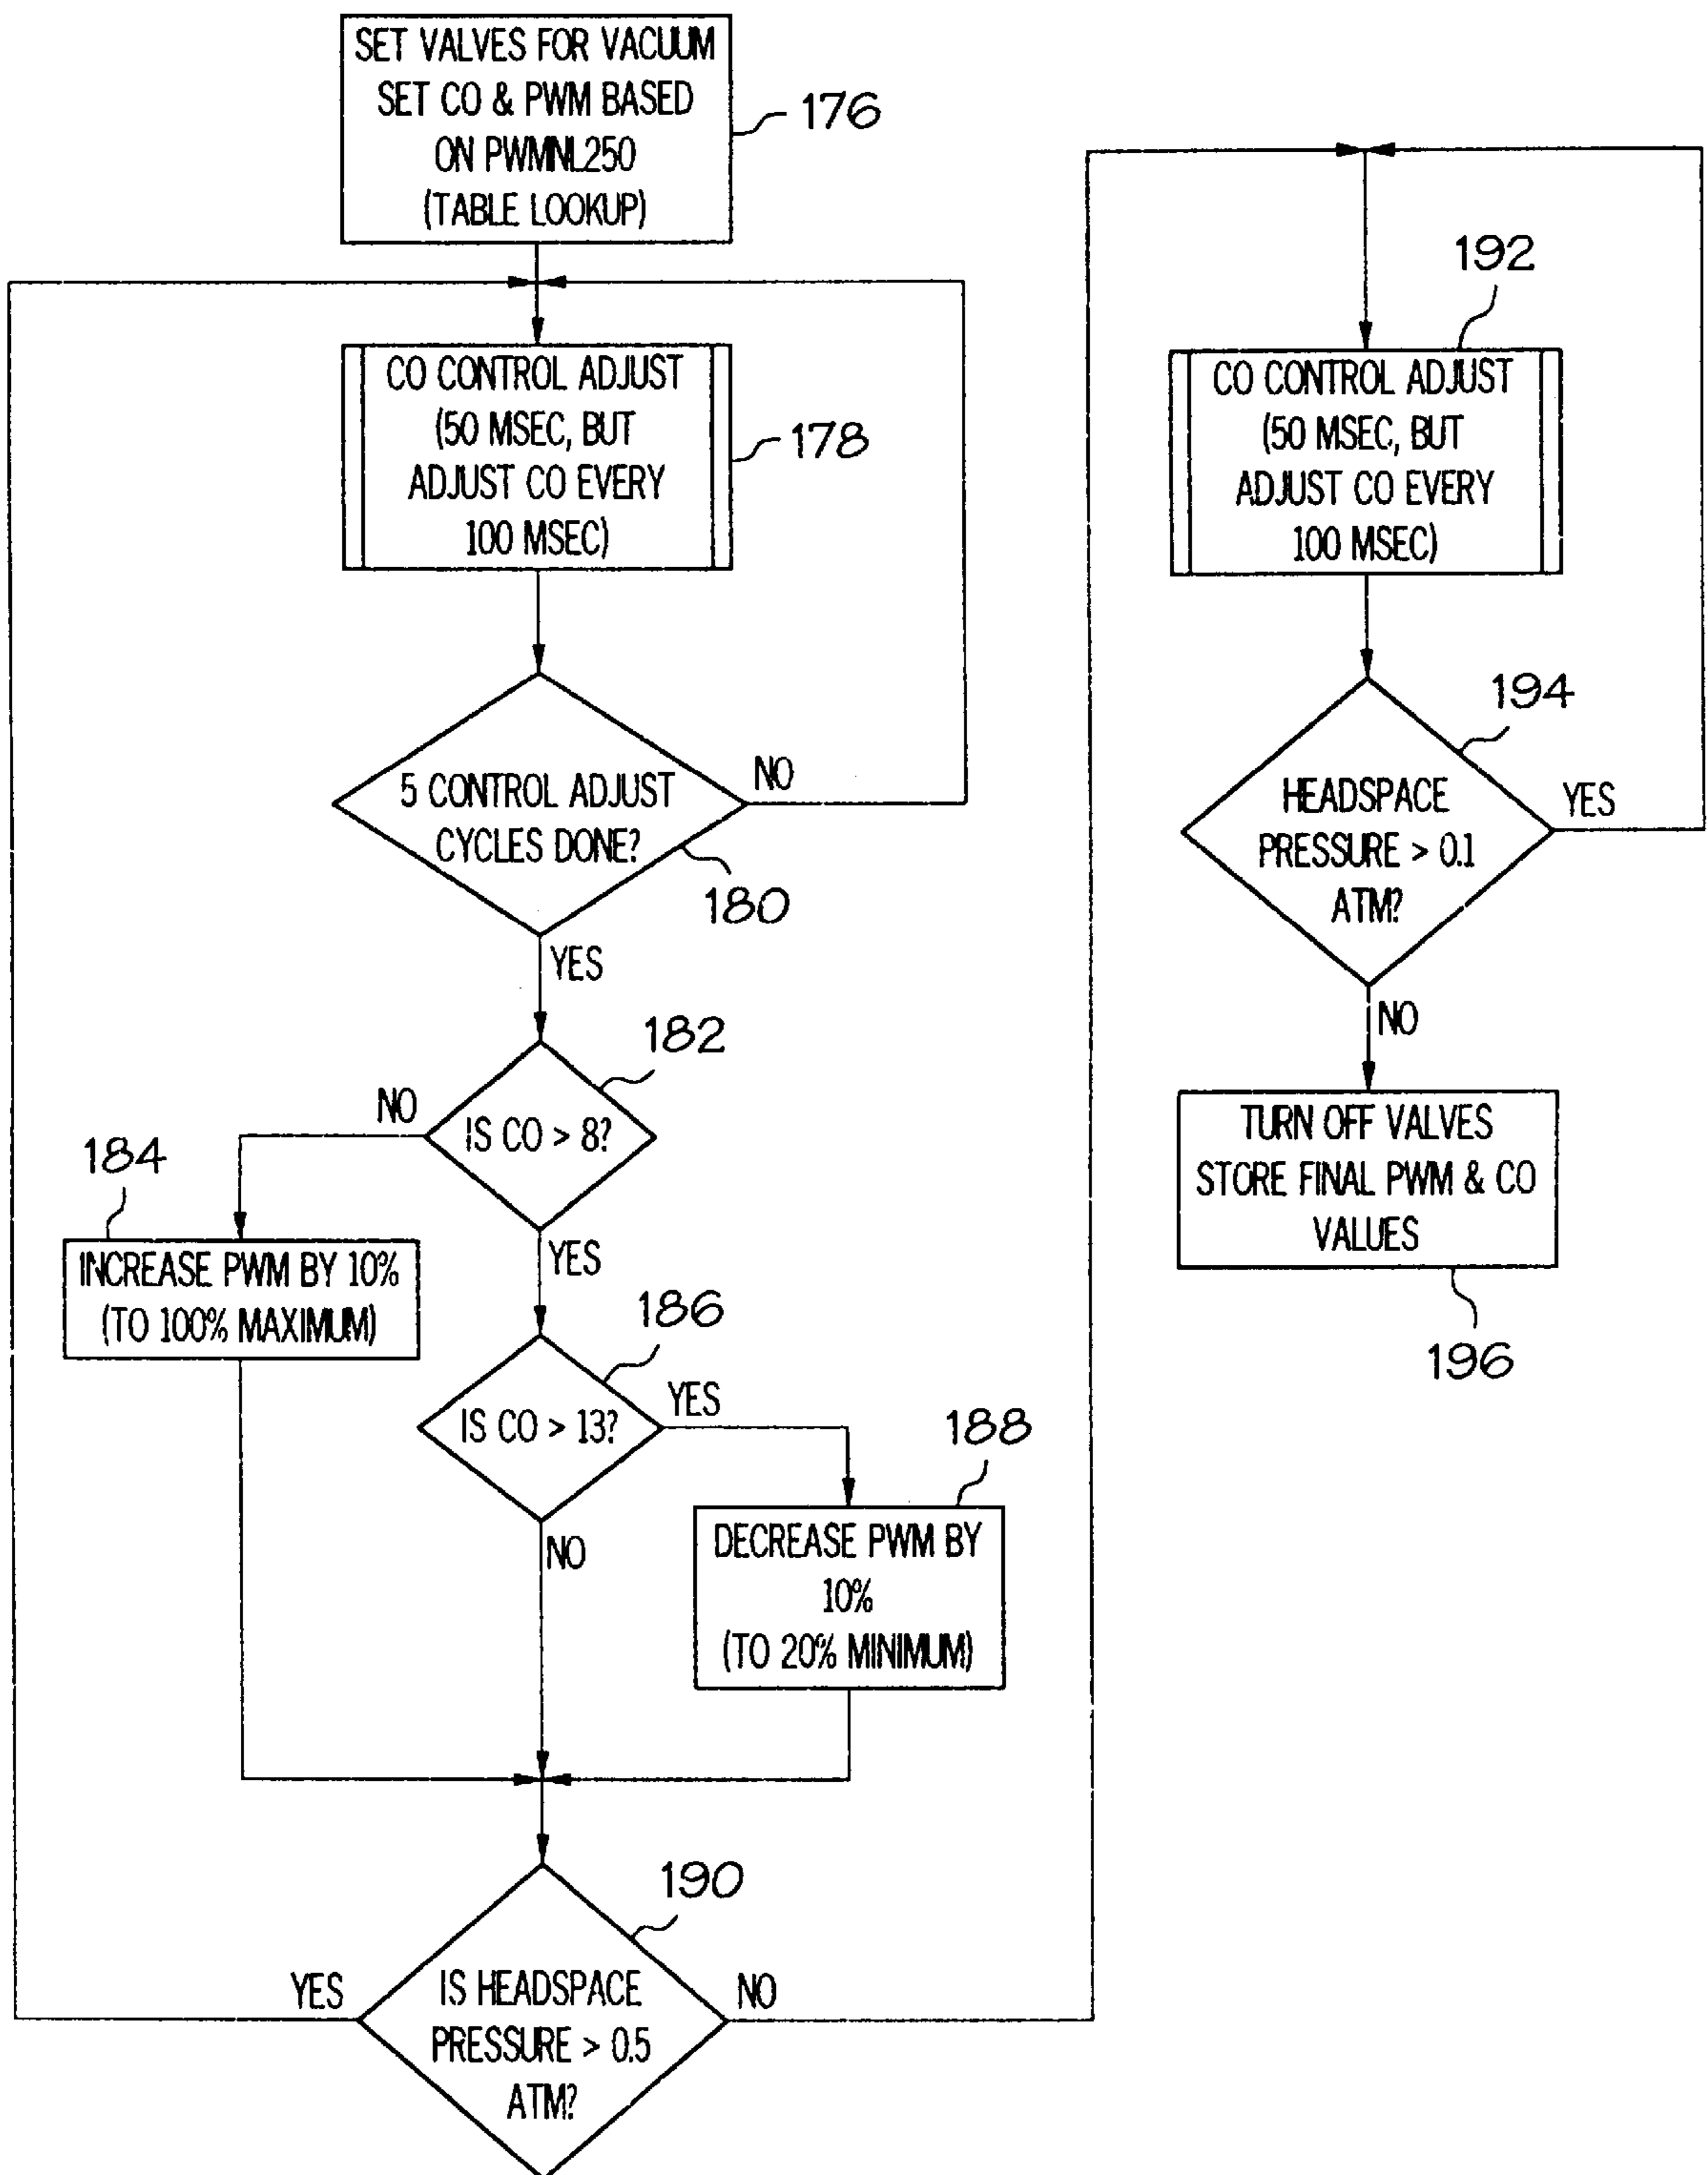 SET VALVES FOR VACUUM
SET CO & PWM BASED
ON PWMNL250
(TABLE LOOKUP)
176
CO CONTROL ADJUST
(50 MSEC, BUT
ADJUST CO EVERY
100 MSEC)
178
5 CONTROL ADJUST
CYCLES DONE?
NO
180
YES
182
IS CO > 8?
NO
184
INCREASE PWM BY 10%
(TO 100% MAXIMUM)
YES
186
IS CO > 13?
YES
188
DECREASE PWM BY
10%
(TO 20% MINIMUM)
NO
190
IS HEADSPACE
PRESSURE > 0.5
ATM?
YES
NO
192
CO CONTROL ADJUST
(50 MSEC, BUT
ADJUST CO EVERY
100 MSEC)
194
HEADSPACE
PRESSURE > 0.1
ATM?
YES
NO
TURN OFF VALVES
STORE FINAL PWM & CO
VALUES
196